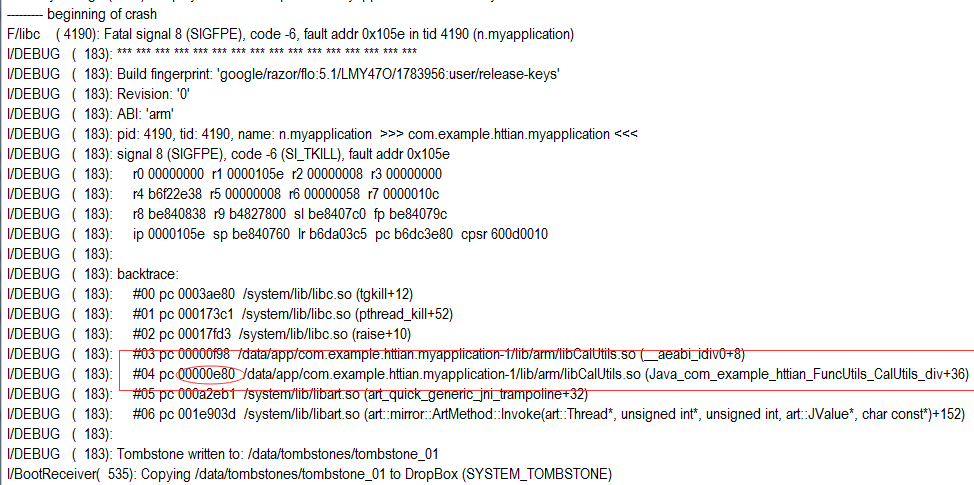 --------- beginning of crash
F/libc    ( 4190): Fatal signal 8 (SIGFPE), code -6, fault addr 0x105e in tid 4190 (n.myapplication)
I/DEBUG   (  183): *** *** *** *** *** *** *** *** *** *** *** *** *** *** *** ***
I/DEBUG   (  183): Build fingerprint: 'google/razor/flo:5.1/LMY47O/1783956:user/release-keys'
I/DEBUG   (  183): Revision: '0'
I/DEBUG   (  183): ABI: 'arm'
I/DEBUG   (  183): pid: 4190, tid: 4190, name: n.myapplication  >>> com.example.httian.myapplication <<<
I/DEBUG   (  183): signal 8 (SIGFPE), code -6 (SI_TKILL), fault addr 0x105e
I/DEBUG   (  183):     r0 00000000  r1 0000105e  r2 00000008  r3 00000000
I/DEBUG   (  183):     r4 b6f22e38  r5 00000008  r6 00000058  r7 0000010c
I/DEBUG   (  183):     r8 be840838  r9 b4827800  sl be8407c0  fp be84079c
I/DEBUG   (  183):     ip 0000105e  sp be840760  lr b6da03c5  pc b6dc3e80  cpsr 600d0010
I/DEBUG   (  183):
I/DEBUG   (  183): backtrace:
I/DEBUG   (  183):     #00 pc 0003ae80  /system/lib/libc.so (tgkill+12)
I/DEBUG   (  183):     #01 pc 000173c1  /system/lib/libc.so (pthread_kill+52)
I/DEBUG   (  183):     #02 pc 00017fd3  /system/lib/libc.so (raise+10)
I/DEBUG   (  183):     #03 pc 00000f98  /data/app/com.example.httian.myapplication-1/lib/arm/libCalUtils.so (__aeabi_idiv0+8)
I/DEBUG   (  183):     #04 pc 00000e80  /data/app/com.example.httian.myapplication-1/lib/arm/libCalUtils.so (Java_com_example_httian_FuncUtils_CalUtils_div+36)
I/DEBUG   (  183):     #05 pc 000a2eb1  /system/lib/libart.so (art_quick_generic_jni_trampoline+32)
I/DEBUG   (  183):     #06 pc 001e903d  /system/lib/libart.so (art::mirror::ArtMethod::Invoke(art::Thread*, unsigned int*, unsigned int, art::JValue*, char const*)+152)
I/DEBUG   (  183):
I/DEBUG   (  183): Tombstone written to: /data/tombstones/tombstone_01
I/BootReceiver(  535): Copying /data/tombstones/tombstone_01 to DropBox (SYSTEM_TOMBSTONE)